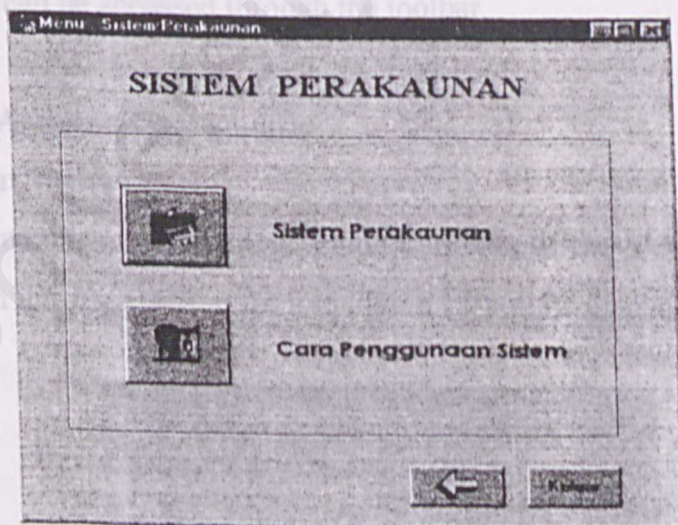 Menu Sistem Perakaunan
SISTEM PERAKAUNAN
Sistem Perakaunan
Cara Penggunaan Sistem
Keluar